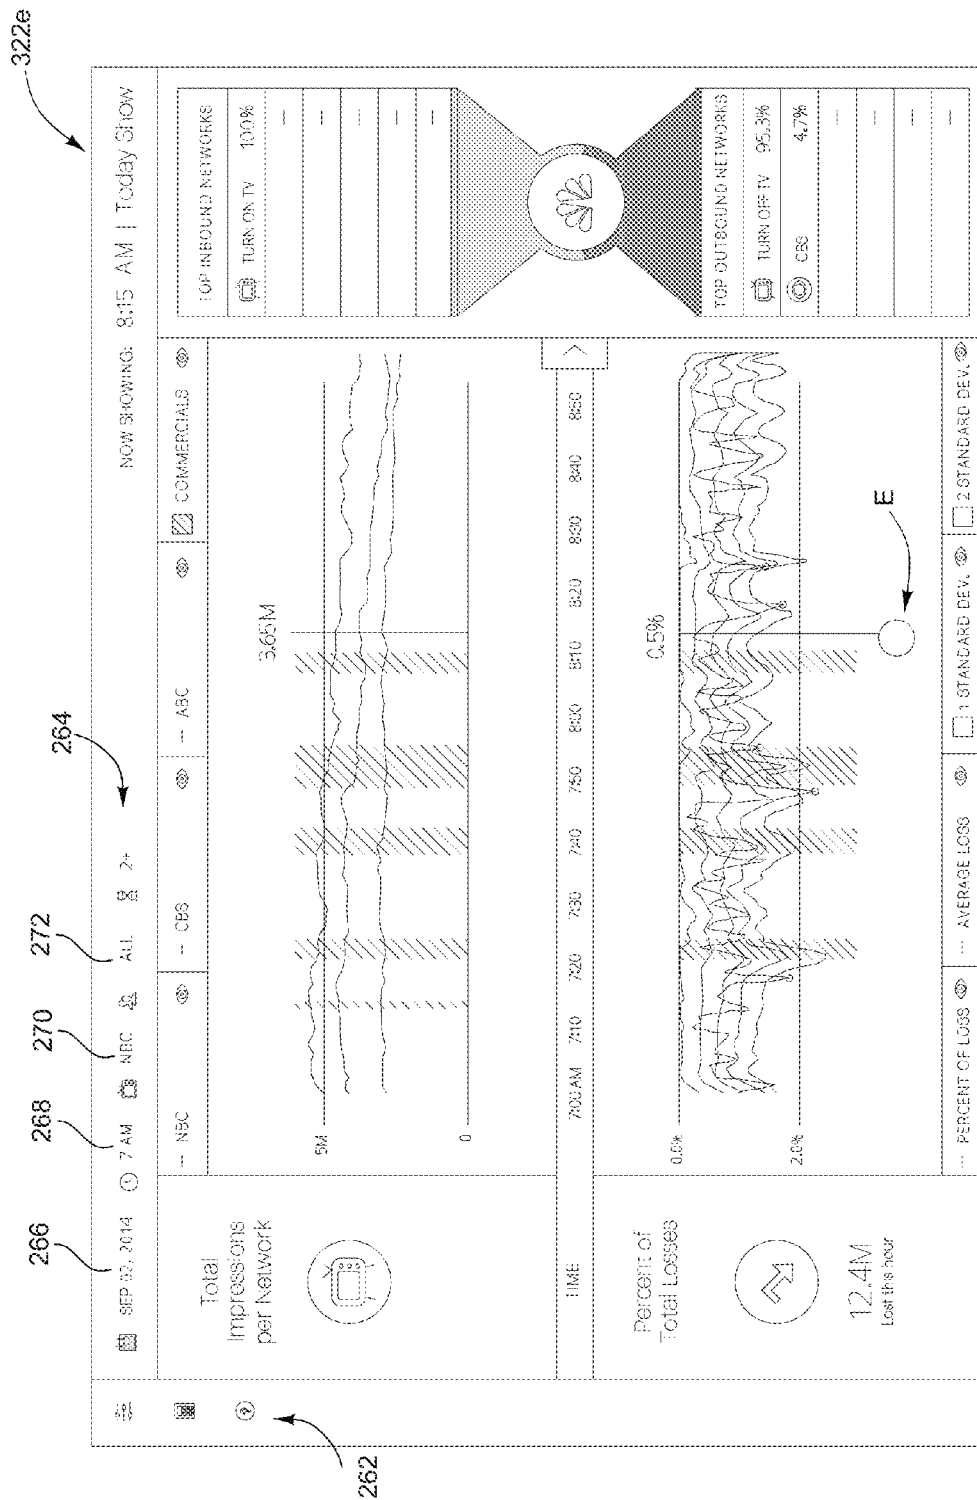 322e
266
268
270
272
264
SEP 02, 2014
7 AM
NBC
ALL
2+
NOW SHOWING: 8:15 AM | Today Show
262
Total
Impressions
per Network
--- NBC
--- CBS
--- ABC
COMMERCIALS
5M
0
3.65M
TIME
7:00AM
7:10
7:20
7:30
7:40
7:50
8:00
8:10
8:20
8:30
8:40
8:50
Percent of
Total Losses
12.4M
Lost this hour
0.0%
2.0%
0.5%
E
--- PERCENT OF LOSS
--- AVERAGE LOSS
1 STANDARD DEV.
2 STANDARD DEV.
TOP INBOUND NETWORKS
TURN ON TV 100%
---
---
---
---
---
TOP OUTBOUND NETWORKS
TURN OFF TV 95.3%
CBS 4.7%
---
---
---
---